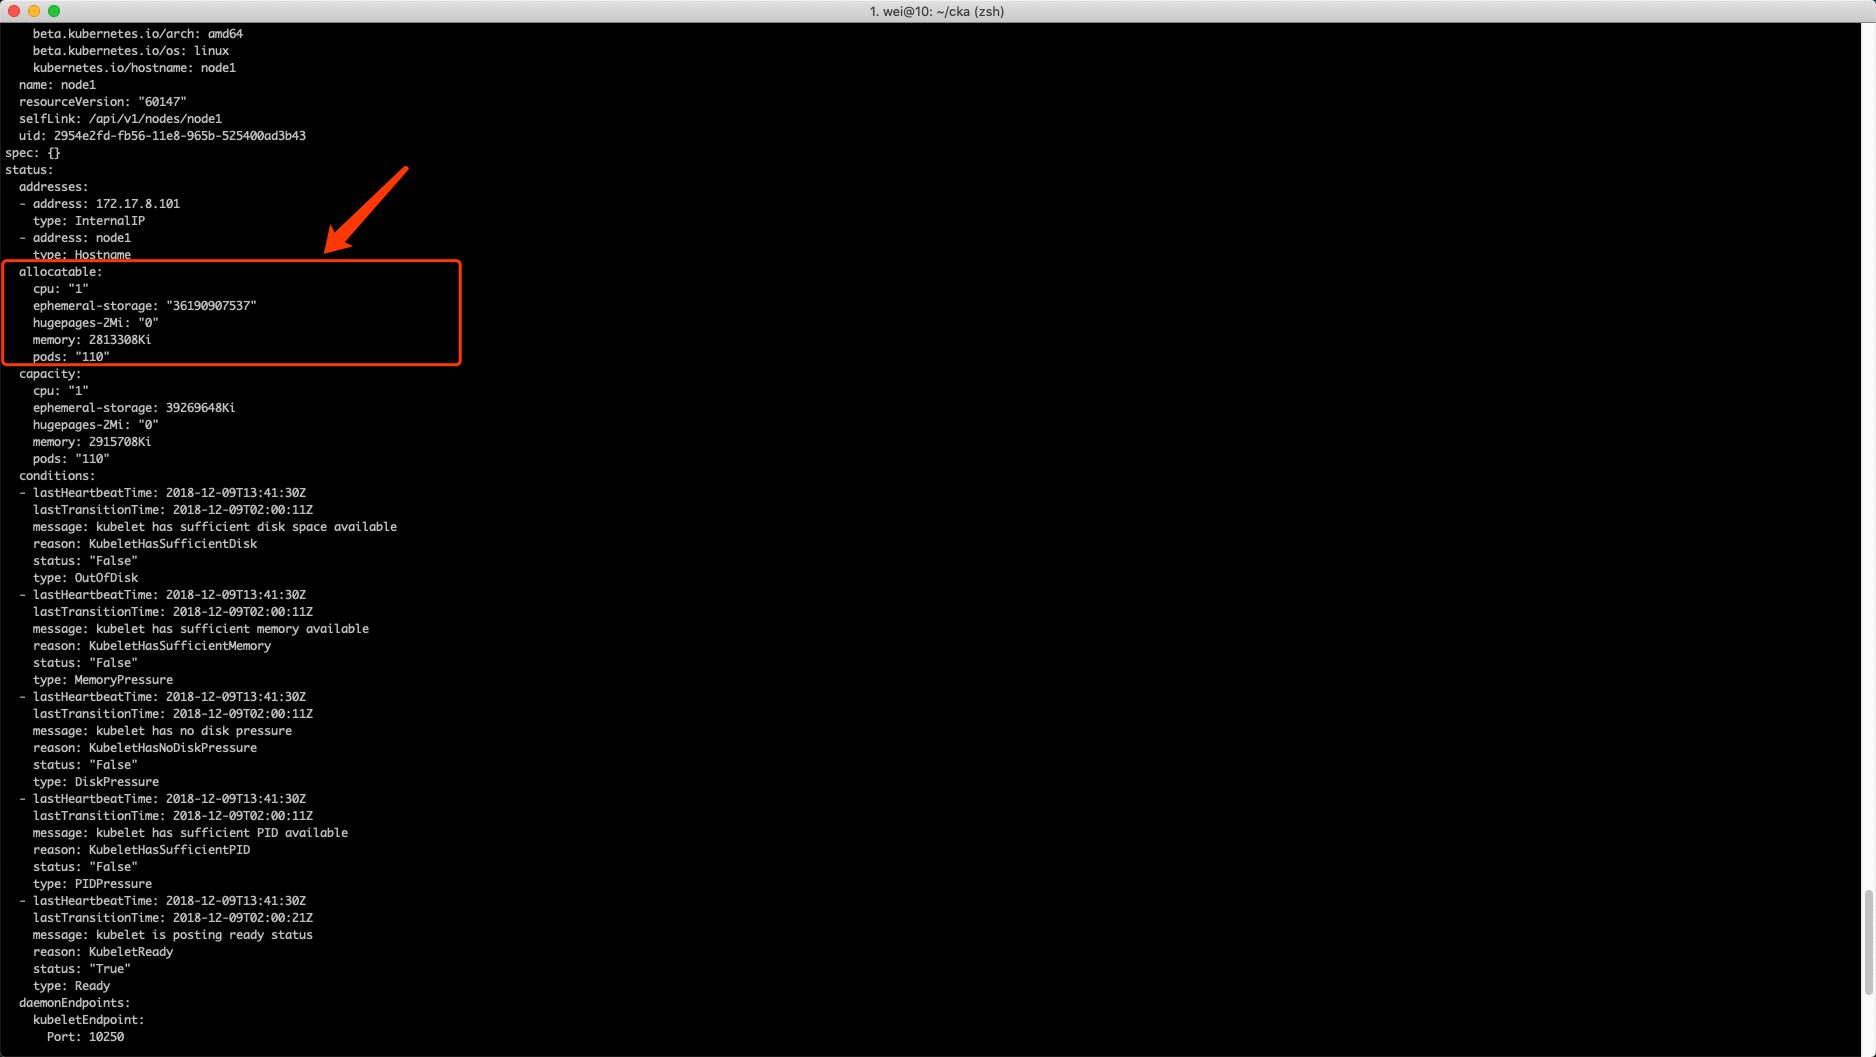 1. wei@10: ~/cka (zsh)
    beta.kubernetes.io/arch: amd64
    beta.kubernetes.io/os: linux
    kubernetes.io/hostname: node1
  name: node1
  resourceVersion: "60147"
  selfLink: /api/v1/nodes/node1
  uid: 2954e2fd-fb56-11e8-965b-525400ad3b43
spec: {}
status:
  addresses:
  - address: 172.17.8.101
    type: InternalIP
  - address: node1
    type: Hostname
  allocatable:
    cpu: "1"
    ephemeral-storage: "36190907537"
    hugepages-2Mi: "0"
    memory: 2813308Ki
    pods: "110"
  capacity:
    cpu: "1"
    ephemeral-storage: 39269648Ki
    hugepages-2Mi: "0"
    memory: 2915708Ki
    pods: "110"
  conditions:
  - lastHeartbeatTime: 2018-12-09T13:41:30Z
    lastTransitionTime: 2018-12-09T02:00:11Z
    message: kubelet has sufficient disk space available
    reason: KubeletHasSufficientDisk
    status: "False"
    type: OutOfDisk
  - lastHeartbeatTime: 2018-12-09T13:41:30Z
    lastTransitionTime: 2018-12-09T02:00:11Z
    message: kubelet has sufficient memory available
    reason: KubeletHasSufficientMemory
    status: "False"
    type: MemoryPressure
  - lastHeartbeatTime: 2018-12-09T13:41:30Z
    lastTransitionTime: 2018-12-09T02:00:11Z
    message: kubelet has no disk pressure
    reason: KubeletHasNoDiskPressure
    status: "False"
    type: DiskPressure
  - lastHeartbeatTime: 2018-12-09T13:41:30Z
    lastTransitionTime: 2018-12-09T02:00:11Z
    message: kubelet has sufficient PID available
    reason: KubeletHasSufficientPID
    status: "False"
    type: PIDPressure
  - lastHeartbeatTime: 2018-12-09T13:41:30Z
    lastTransitionTime: 2018-12-09T02:00:21Z
    message: kubelet is posting ready status
    reason: KubeletReady
    status: "True"
    type: Ready
  daemonEndpoints:
    kubeletEndpoint:
      Port: 10250